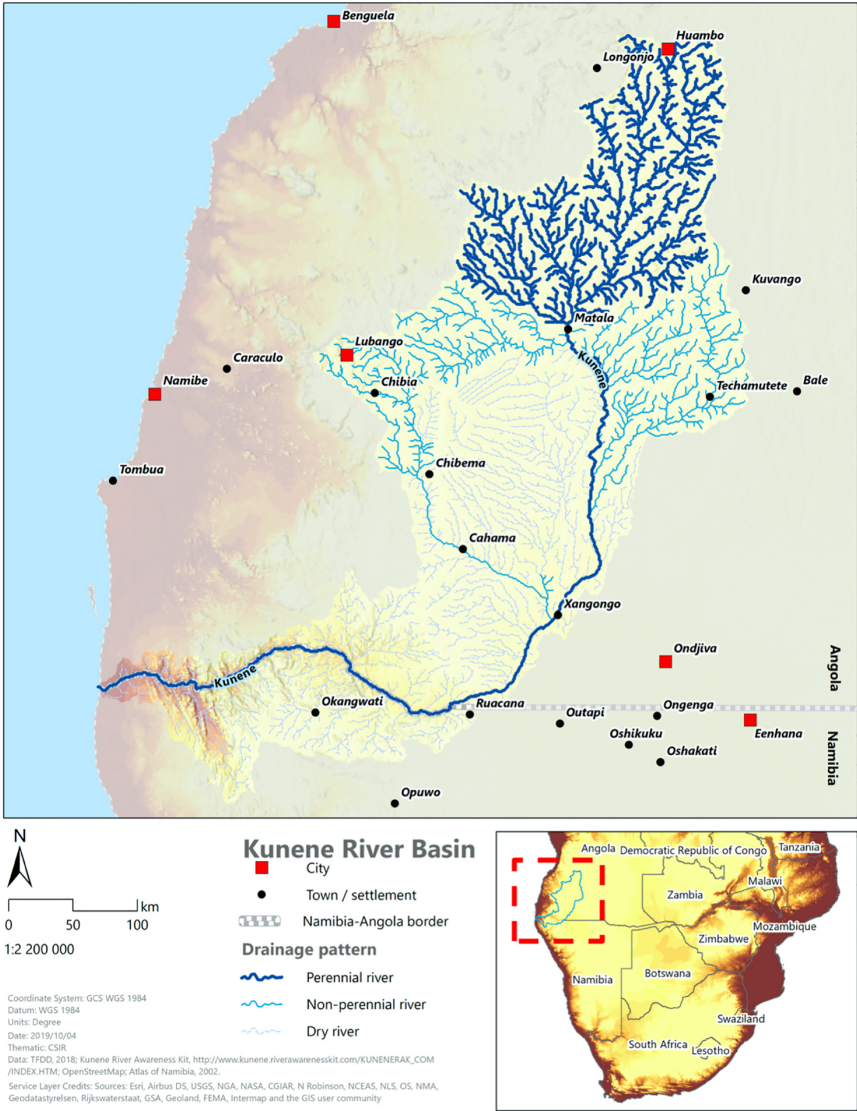 Benguela
Huambo
Longonjo
Kuvango
Matala
Lubango
Kunene
Caraculo
Namibe
Chibia
Techamutete
Bale
Tombua
Chibema
Cahama
Xangongo
Ondjiva
Angola
Kunene
Okangwati
Ruacana
Outapi
Ongenga
Eenhana
Oshikuku
Oshakati
Namibia
Opuwo
N
0 50 100 km
1:2 200 000
Kunene River Basin
City
Town / settlement
Namibia-Angola border
Drainage pattern
Perennial river
Non-perennial river
Dry river
Coordinate System: GCS WGS 1984
Datum: WGS 1984
Units: Degree
Date: 2019/10/04
Thematic: CSIR
Data: TFDD, 2018; Kunene River Awareness Kit, http://www.kunene.riverawarenesskit.com/KUNENERAK_COM
/INDEX.HTM; OpenStreetMap; Atlas of Namibia, 2002.
Service Layer Credits: Sources: Esri, Airbus DS, USGS, NGA, NASA, CGIAR, N Robinson, NCEAS, NLS, OS, NMA,
Geodatastyrelsen, Rijkswaterstaat, GSA, Geoland, FEMA, Intermap and the GIS user community
Angola
Democratic Republic of Congo
Tanzania
Malawi
Zambia
Mozambique
Zimbabwe
Namibia
Botswana
Swaziland
South Africa
Lesotho